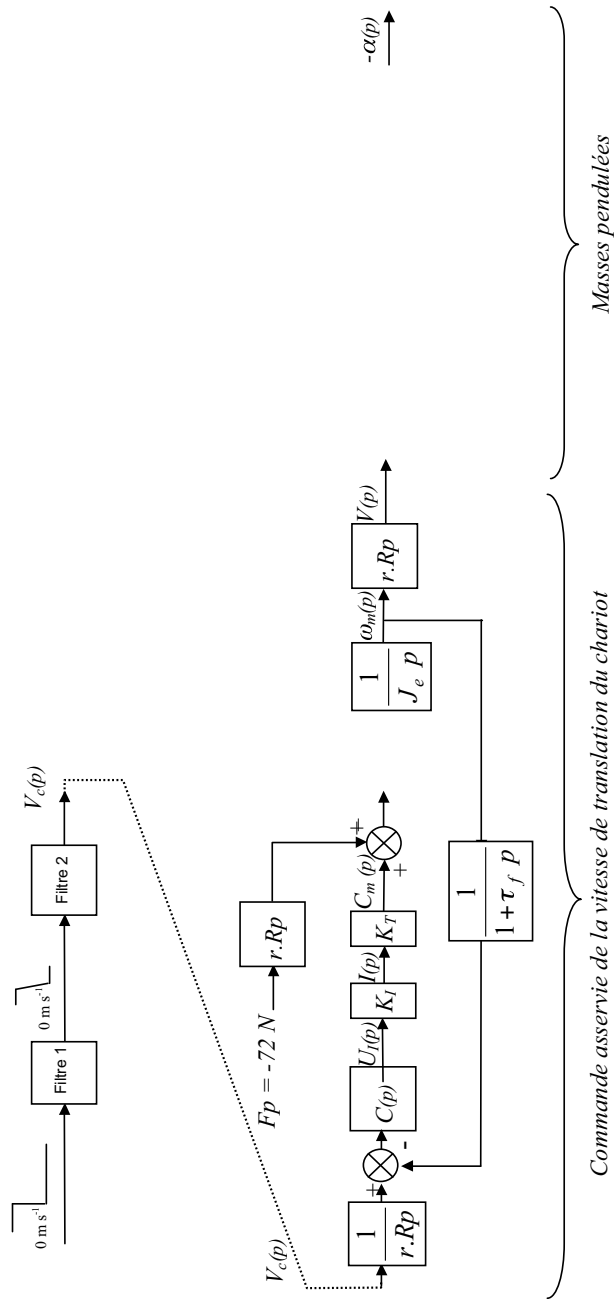 0 m s⁻¹
Filtre 1
0 m s⁻¹
Filtre 2
V_c(p)
V_c(p)
1 / r.Rp
+
-
C(p)
U_I(p)
K_I
I(p)
K_T
C_m (p)
+
+
Fp = -72 N
r.Rp
1 / J_e p
ω_m(p)
r.Rp
V(p)
1 / 1+τ_f p
-α(p)
Commande asservie de la vitesse de translation du chariot
Masses pendulées